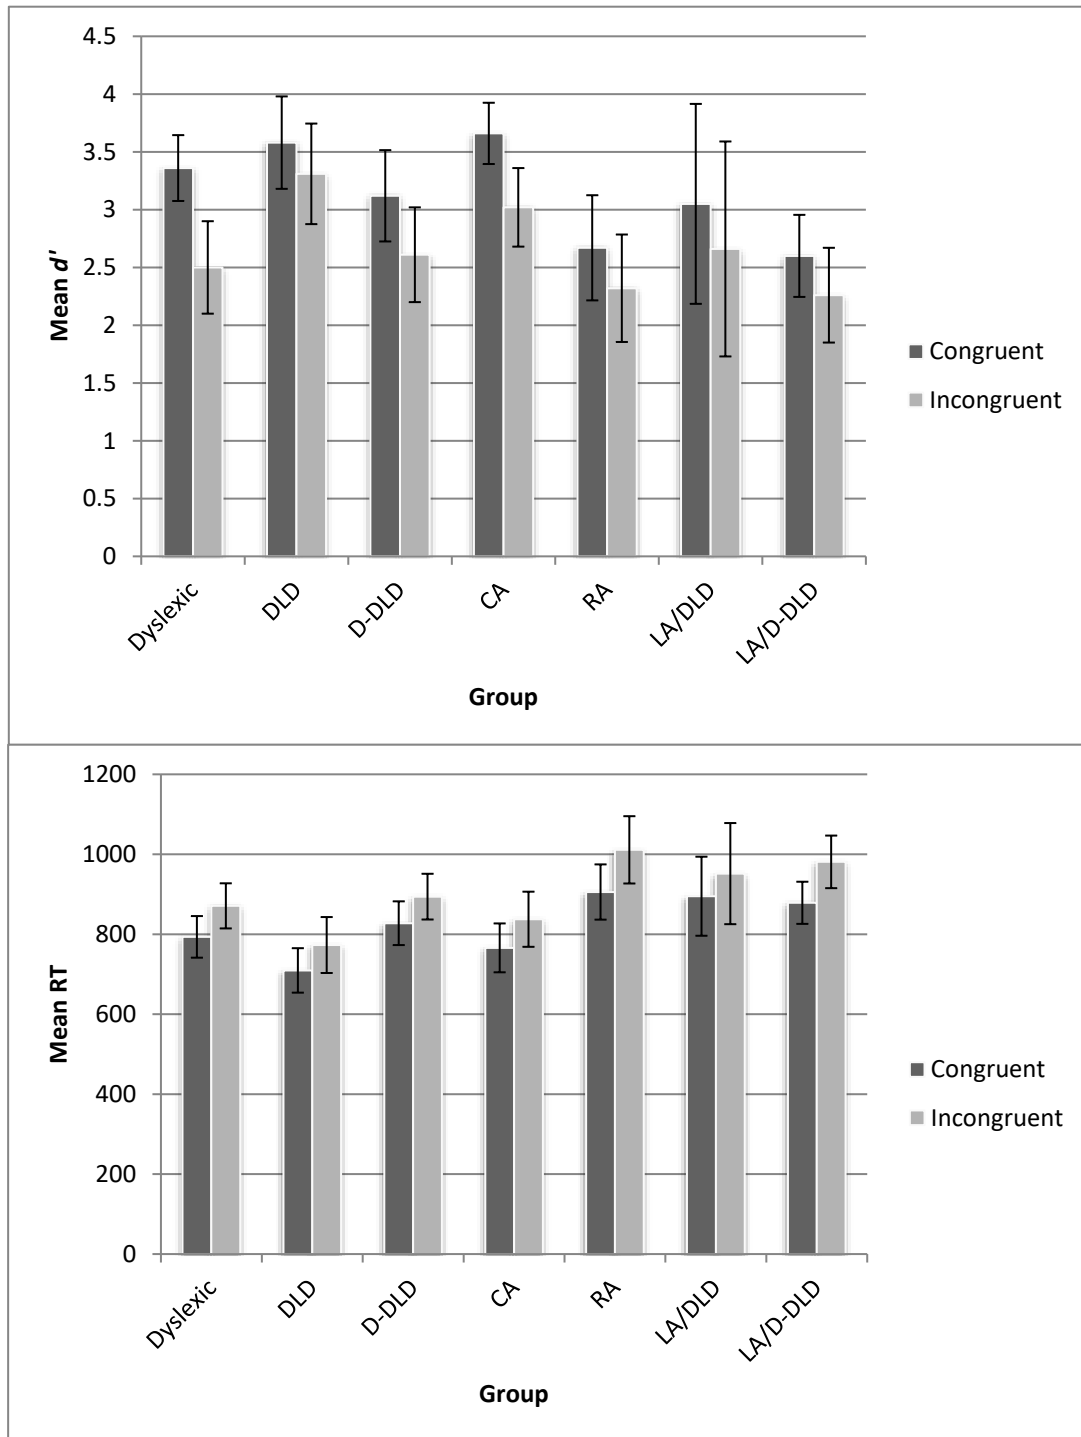 4.5
4
3.5
3
2.5
2
1.5
1
0.5
0
Mean d'
Dyslexic
DLD
D-DLD
CA
RA
LA/DLD
LA/D-DLD
Group
Congruent
Incongruent
1200
1000
800
600
400
200
0
Mean RT
Dyslexic
DLD
D-DLD
CA
RA
LA/DLD
LA/D-DLD
Group
Congruent
Incongruent